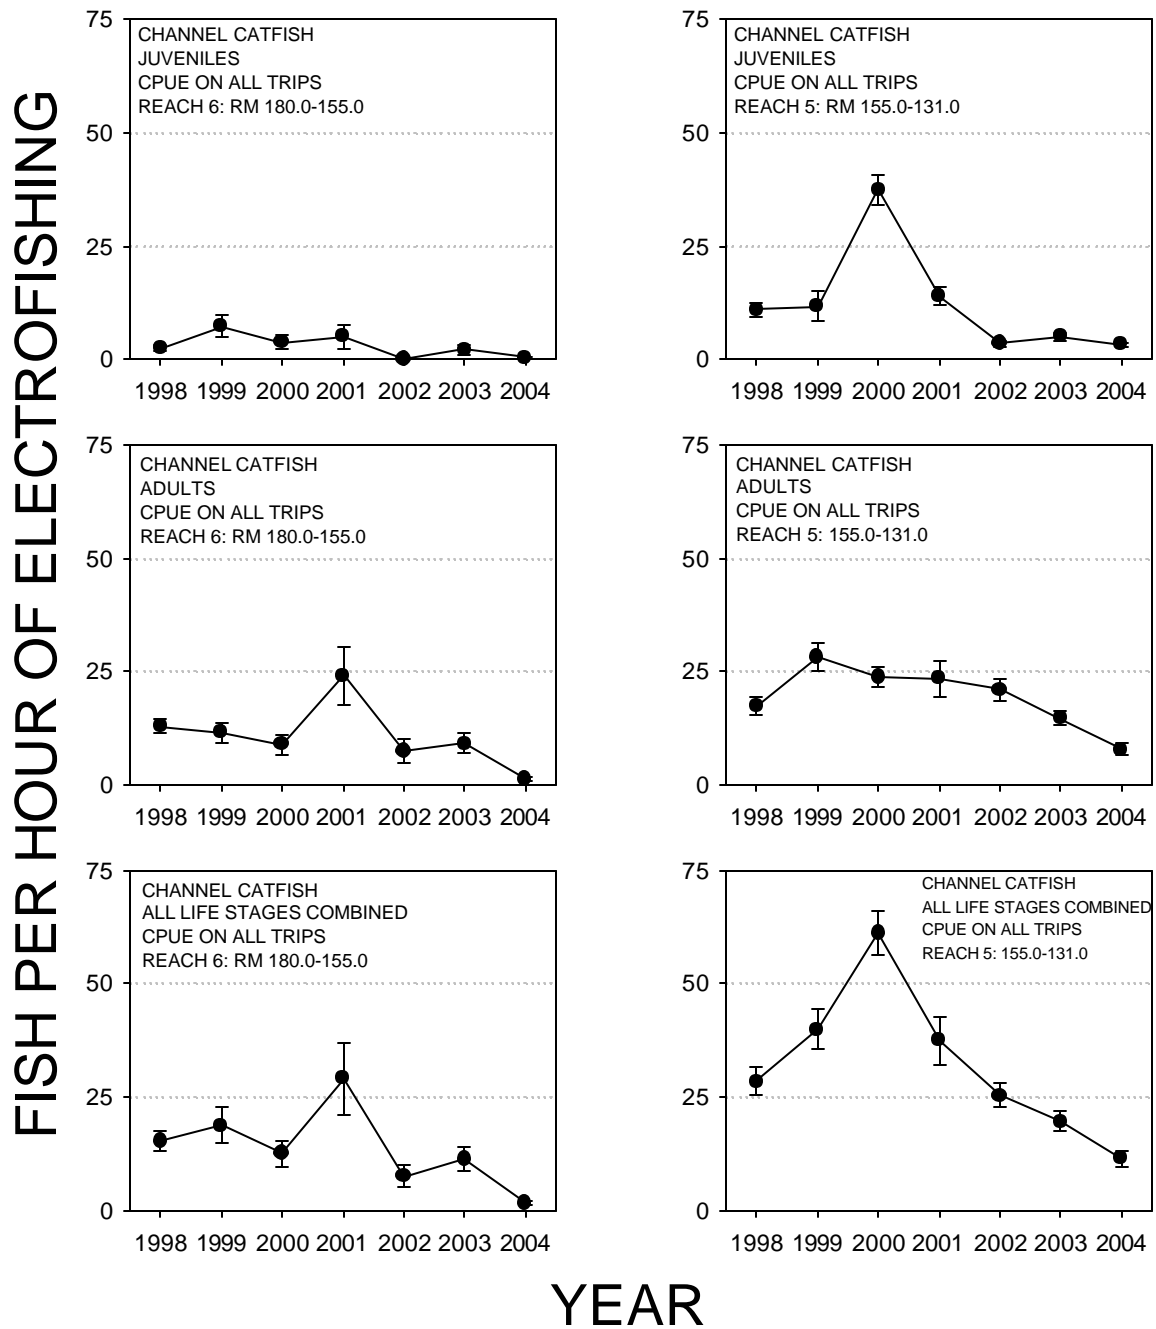 FISH PER HOUR OF ELECTROFISHING
75
50
25
0
CHANNEL CATFISH
JUVENILES
CPUE ON ALL TRIPS
REACH 6: RM 180.0-155.0
1998 1999 2000 2001 2002 2003 2004
75
50
25
0
CHANNEL CATFISH
JUVENILES
CPUE ON ALL TRIPS
REACH 5: RM 155.0-131.0
1998 1999 2000 2001 2002 2003 2004
75
50
25
0
CHANNEL CATFISH
ADULTS
CPUE ON ALL TRIPS
REACH 6: RM 180.0-155.0
1998 1999 2000 2001 2002 2003 2004
75
50
25
0
CHANNEL CATFISH
ADULTS
CPUE ON ALL TRIPS
REACH 5: 155.0-131.0
1998 1999 2000 2001 2002 2003 2004
75
50
25
0
CHANNEL CATFISH
ALL LIFE STAGES COMBINED
CPUE ON ALL TRIPS
REACH 6: RM 180.0-155.0
1998 1999 2000 2001 2002 2003 2004
75
50
25
0
CHANNEL CATFISH
ALL LIFE STAGES COMBINED
CPUE ON ALL TRIPS
REACH 5: 155.0-131.0
1998 1999 2000 2001 2002 2003 2004
YEAR